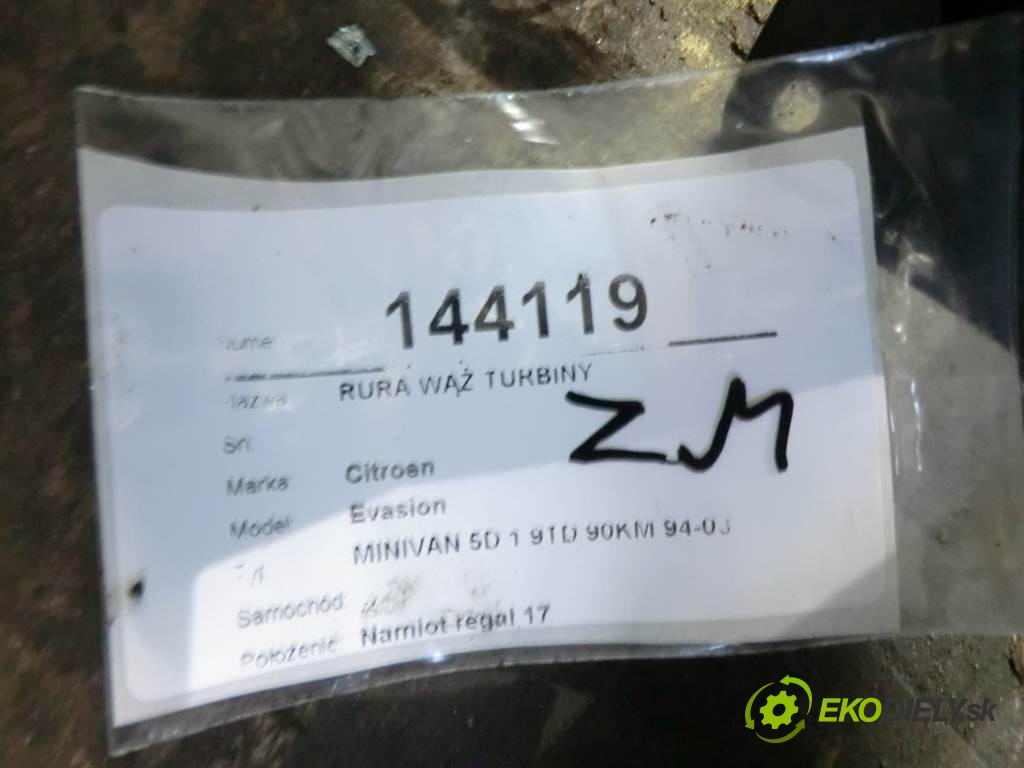 144119
RURA WĄŻ TURBINY
ZM
Sn:
Marka Citroen
Model: Evasion
MINIVAN 5D 1 9TD 90KM 94-03
Samochód:
Położenie: Namiot regał 17
EKODIELY.sk